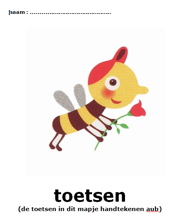 Naam : ................................................
toetsen
(de toetsen in dit mapje handtekenen aub)